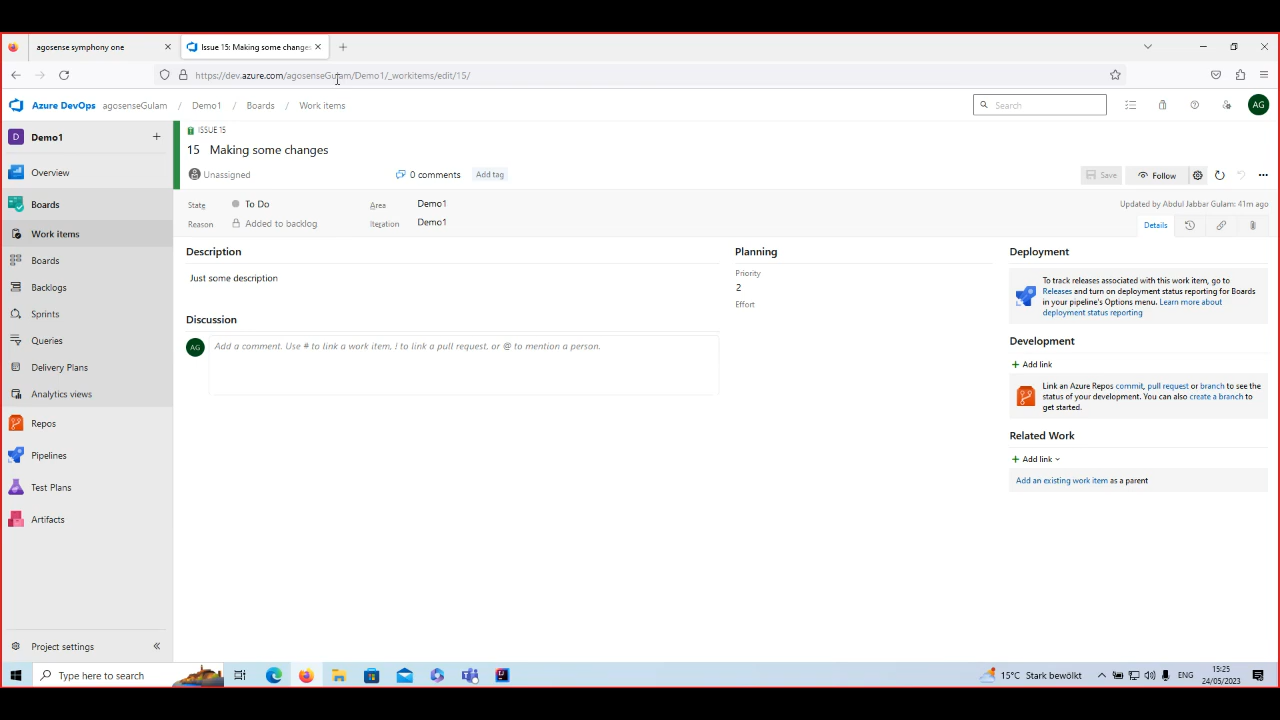 agosense symphony one
Issue 15: Making some changes
https://dev.azure.com/agosenseGulam/Demo1/_workitems/edit/15/
Azure DevOps agosenseGulam / Demo1 / Boards / Work items
Search
AG
D Demo1
Overview
Boards
Work items
Boards
Backlogs
Sprints
Queries
Delivery Plans
Analytics views
Repos
Pipelines
Test Plans
Artifacts
Project settings
ISSUE 15
15 Making some changes
Unassigned
0 comments
Add tag
Save
Follow
State To Do
Area Demo1
Reason Added to backlog
Iteration Demo1
Updated by Abdul Jabbar Gulam: 41m ago
Details
Description
Just some description
Discussion
AG
Add a comment. Use # to link a work item, ! to link a pull request, or @ to mention a person.
Planning
Priority
2
Effort
Deployment
To track releases associated with this work item, go to
Releases and turn on deployment status reporting for Boards
in your pipeline's Options menu. Learn more about
deployment status reporting
Development
Add link
Link an Azure Repos commit, pull request or branch to see the
status of your development. You can also create a branch to
get started.
Related Work
Add link
Add an existing work item as a parent
Type here to search
15°C Stark bewölkt
ENG
15:25
24/05/2023